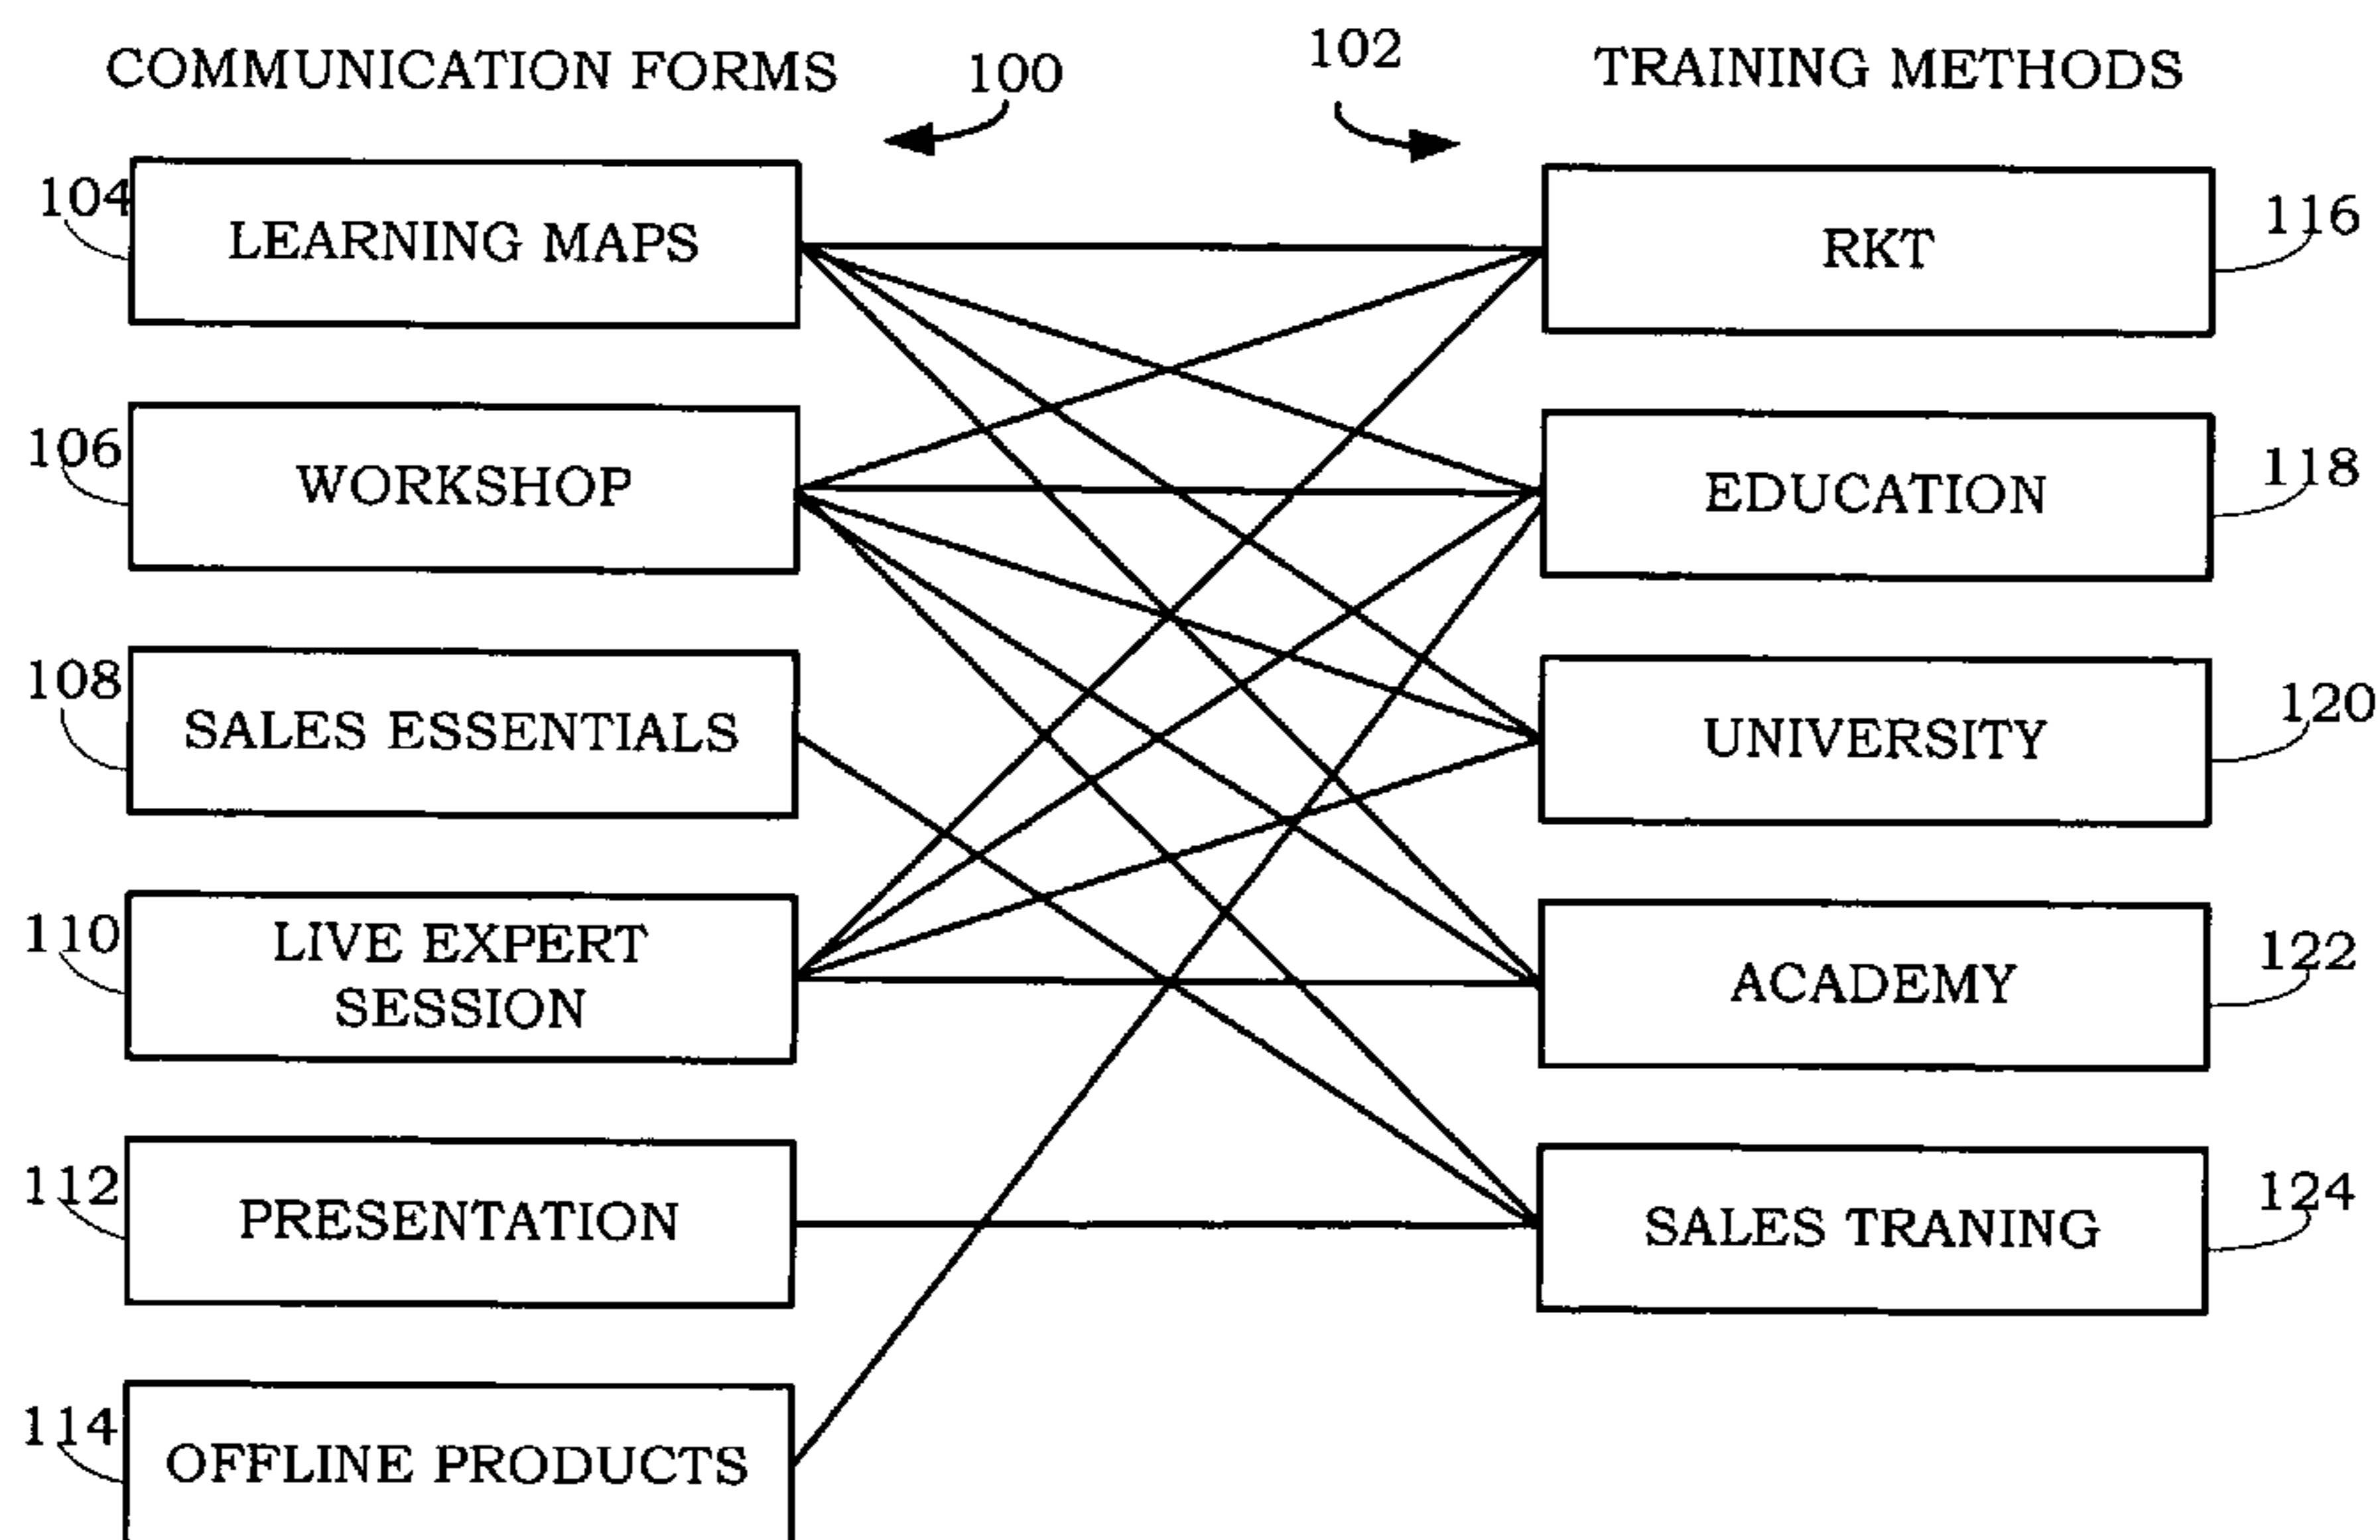 COMMUNICATION FORMS
100
102
TRAINING METHODS
104
LEARNING MAPS
RKT
116
106
WORKSHOP
EDUCATION
118
108
SALES ESSENTIALS
UNIVERSITY
120
110
LIVE EXPERT
SESSION
ACADEMY
122
112
PRESENTATION
SALES TRANING
124
114
OFFLINE PRODUCTS